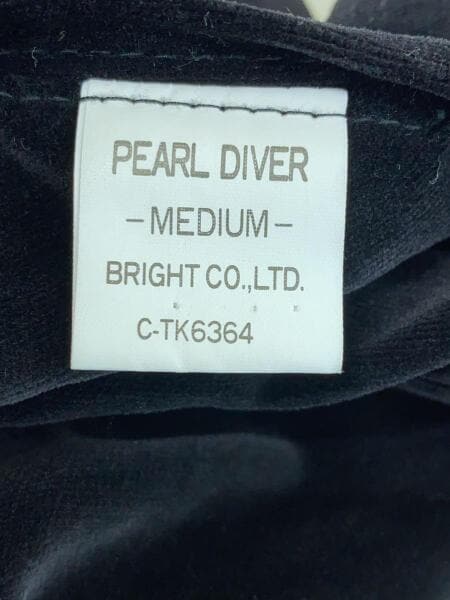 PEARL DIVER
-MEDIUM-
BRIGHT CO.,LTD.
C-TK6364